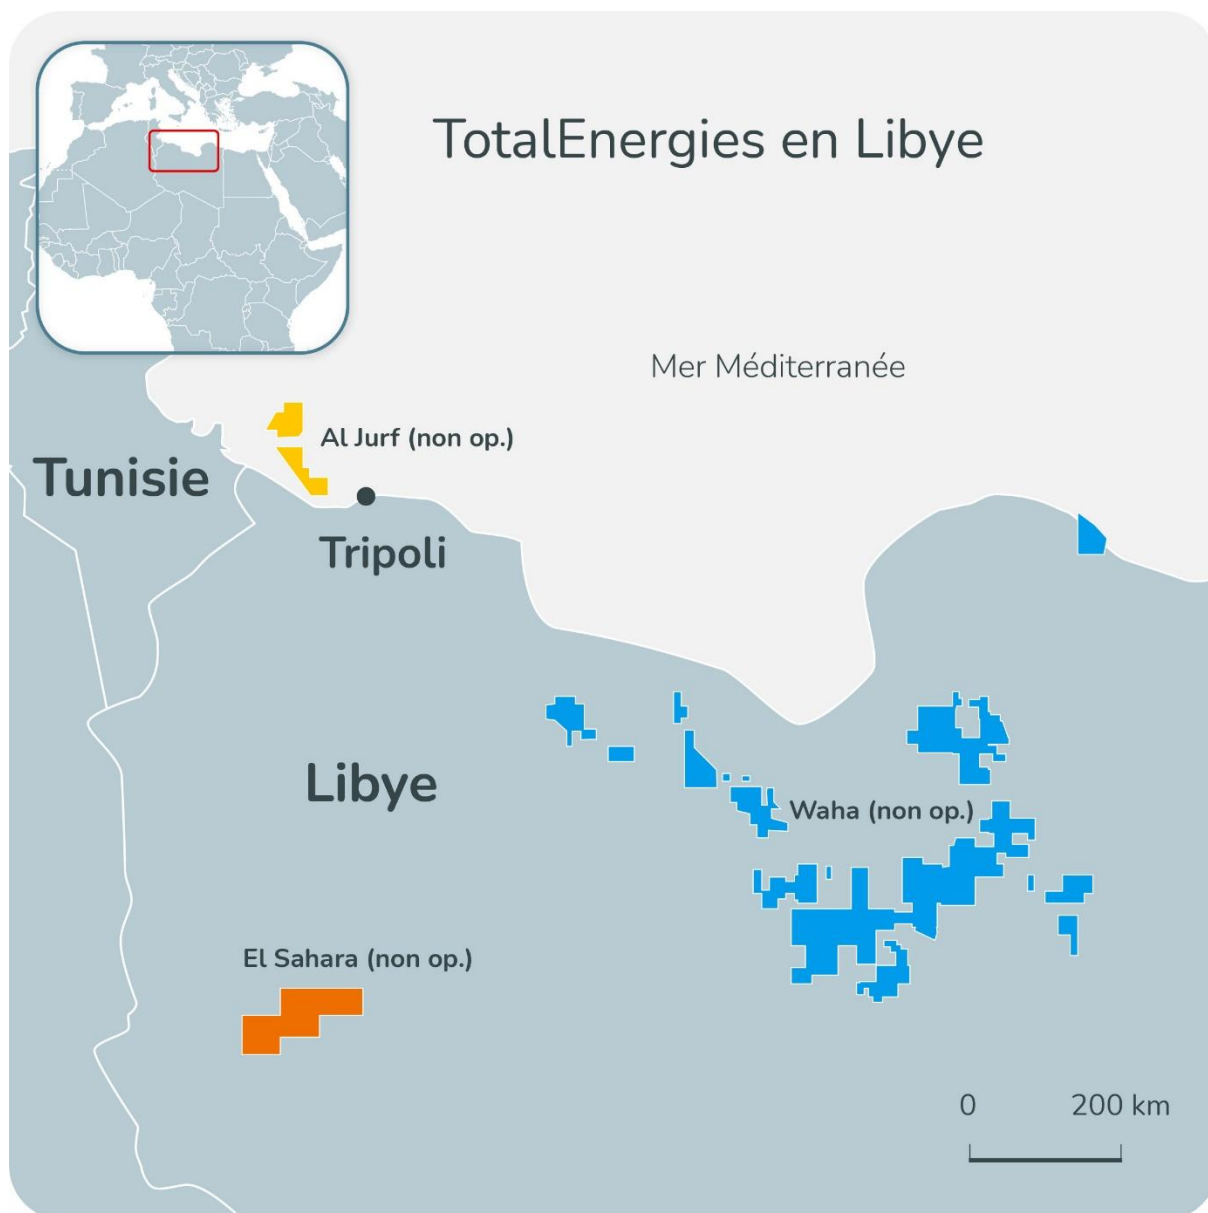 TotalEnergies en Libye
Mer Méditerranée
Al Jurf (non op.)
Tunisie
Tripoli
Libye
Waha (non op.)
El Sahara (non op.)
0 200 km